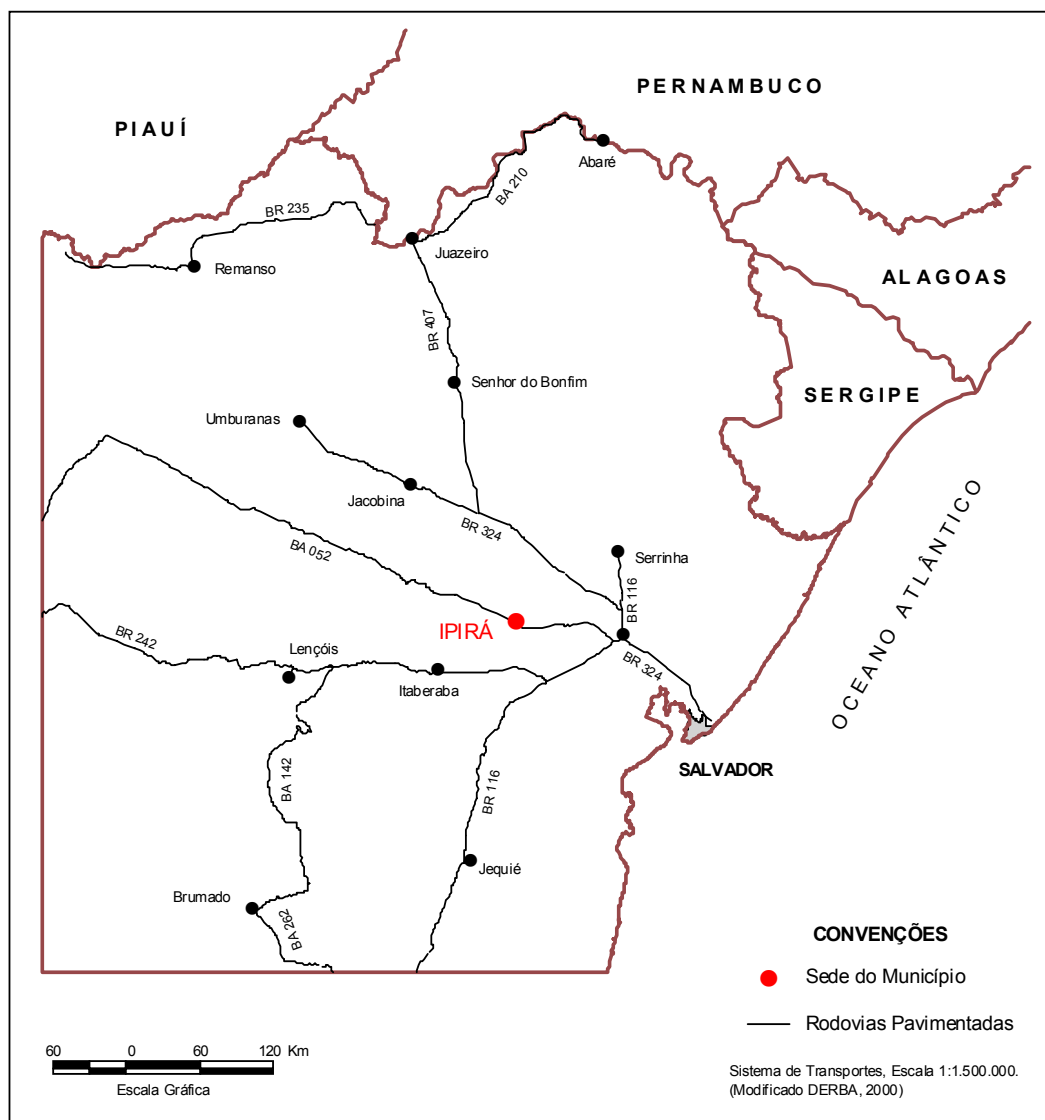 PERNAMBUCO
PIAUÍ
Abaré
BA 210
BR 235
Juazeiro
Remanso
ALAGOAS
BR 407
Senhor do Bonfim
SERGIPE
Umburanas
Jacobina
BR 324
OCEANO ATLÂNTICO
BA 052
Serrinha
BR 116
IPIRÁ
BR 242
Lençóis
Itaberaba
BR 324
SALVADOR
BA 142
BR 116
Jequié
Brumado
BA 262
CONVENÇÕES
Sede do Município
Rodovias Pavimentadas
60 0 60 120 Km
Escala Gráfica
Sistema de Transportes, Escala 1:1.500.000.
(Modificado DERBA, 2000)